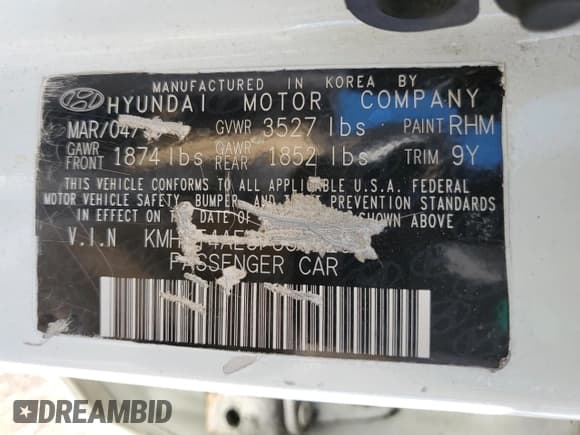 MANUFACTURED IN KOREA BY
HYUNDAI MOTOR COMPANY
MAR/04/ GVWR 3527 lbs PAINT RHM
GAWR FRONT 1874 lbs GAWR REAR 1852 lbs TRIM 9Y
THIS VEHICLE CONFORMS TO ALL APPLICABLE U.S.A. FEDERAL
MOTOR VEHICLE SAFETY, BUMPER, AND THEFT PREVENTION STANDARDS
IN EFFECT ON THE DATE OF SHOWN ABOVE
V.I.N
PASSENGER CAR
DREAMBID